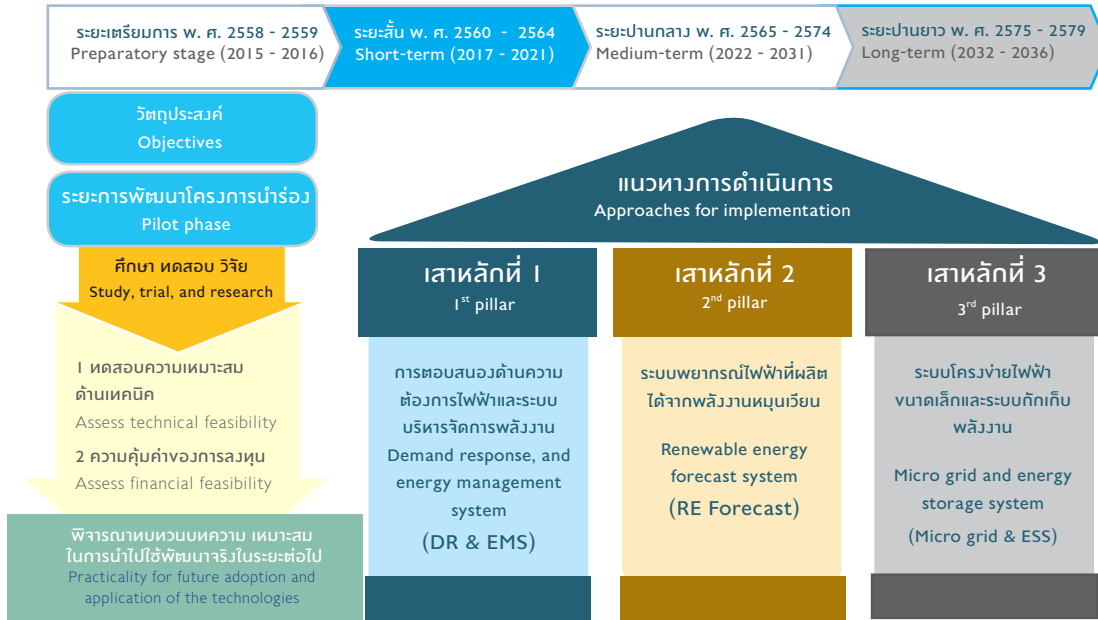 ระยะเตรียมการ พ. ศ. 2558 - 2559
Preparatory stage (2015 - 2016)
ระยะสั้น พ. ศ. 2560 - 2564
Short-term (2017 - 2021)
ระยะปานกลาง พ. ศ. 2565 - 2574
Medium-term (2022 - 2031)
ระยะปานยาว พ. ศ. 2575 - 2579
Long-term (2032 - 2036)
วัตถุประสงค์
Objectives
ระยะการพัฒนาโครงการนำร่อง
Pilot phase
ศึกษา ทดสอบ วิจัย
Study, trial, and research
1 ทดสอบความเหมาะสม
ด้านเทคนิค
Assess technical feasibility
2 ความคุ้มค่าของการลงทุน
Assess financial feasibility
พิจารณาทบทวนบทความ เหมาะสม
ในการนำไปใช้พัฒนาจริงในระยะต่อไป
Practicality for future adoption and
application of the technologies
แนวทางการดำเนินการ
Approaches for implementation
เสาหลักที่ 1
1st pillar
การตอบสนองด้านความ
ต้องการไฟฟ้าและระบบ
บริหารจัดการพลังงาน
Demand response, and
energy management
system
(DR & EMS)
เสาหลักที่ 2
2nd pillar
ระบบพยากรณ์ไฟฟ้าที่ผลิต
ได้จากพลังงานหมุนเวียน
Renewable energy
forecast system
(RE Forecast)
เสาหลักที่ 3
3rd pillar
ระบบโครงข่ายไฟฟ้า
ขนาดเล็กและระบบกักเก็บ
พลังงาน
Micro grid and energy
storage system
(Micro grid & ESS)